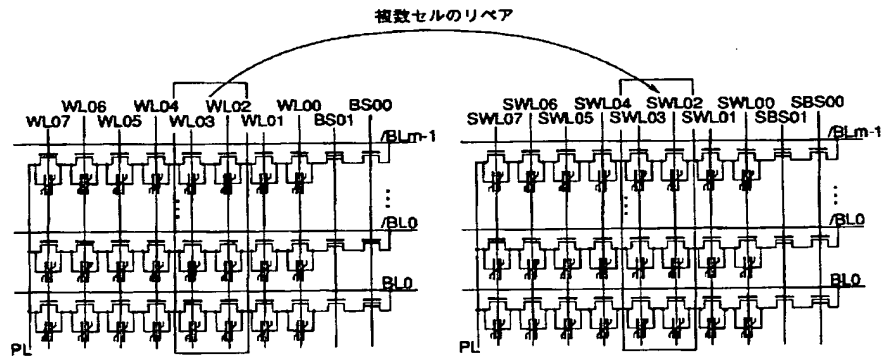 複数セルのリペア
WL06 WL04 WL02 WL00 BS00
WL07 WL05 WL03 WL01 BS01
/BLm-1
/BL0
BL0
PL
SWL06 SWL04 SWL02 SWL00 SBS00
SWL07 SWL05 SWL03 SWL01 SBS01
/BLm-1
/BL0
BL0
PL